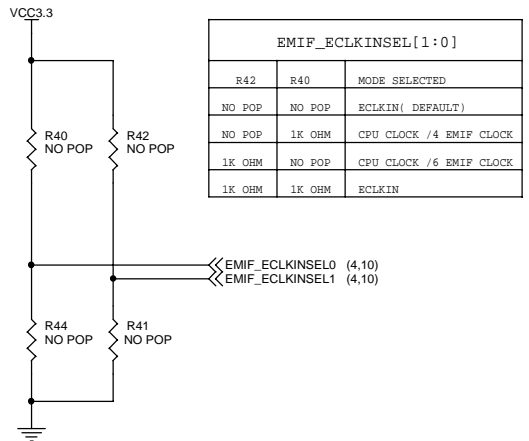 VCC3.3
EMIF_ECLKINSEL[1:0]
R42 R40 MODE SELECTED
NO POP NO POP ECLKIN( DEFAULT)
NO POP 1K OHM CPU CLOCK /4 EMIF CLOCK
1K OHM NO POP CPU CLOCK /6 EMIF CLOCK
1K OHM 1K OHM ECLKIN
R40
NO POP
R42
NO POP
EMIF_ECLKINSEL0 (4,10)
EMIF_ECLKINSEL1 (4,10)
R44
NO POP
R41
NO POP